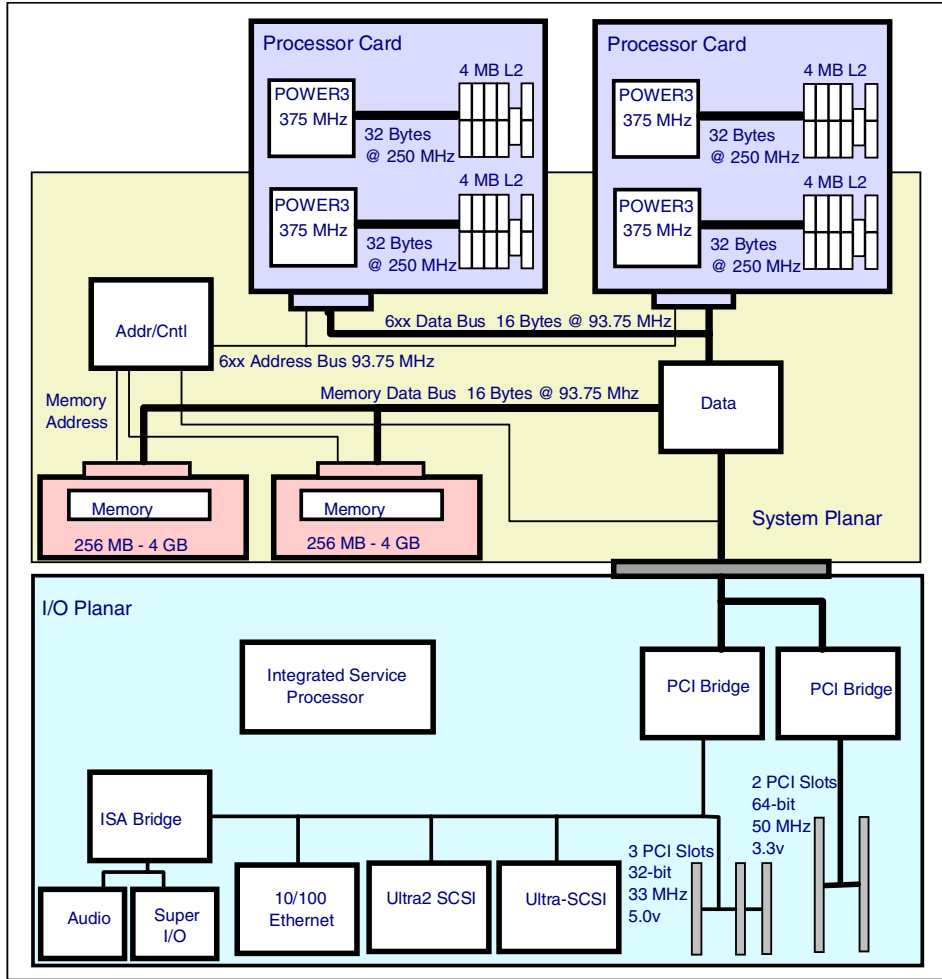 Processor Card
4 MB L2
POWER3
375 MHz
32 Bytes
@ 250 MHz
4 MB L2
POWER3
375 MHz
32 Bytes
@ 250 MHz
Processor Card
4 MB L2
POWER3
375 MHz
32 Bytes
@ 250 MHz
4 MB L2
POWER3
375 MHz
32 Bytes
@ 250 MHz
Addr/Cntl
6xx Data Bus 16 Bytes @ 93.75 MHz
6xx Address Bus 93.75 MHz
Memory
Address
Memory Data Bus 16 Bytes @ 93.75 Mhz
Data
Memory
256 MB - 4 GB
Memory
256 MB - 4 GB
System Planar
I/O Planar
Integrated Service
Processor
PCI Bridge
PCI Bridge
ISA Bridge
Audio
Super
I/O
10/100
Ethernet
Ultra2 SCSI
Ultra-SCSI
3 PCI Slots
32-bit
33 MHz
5.0v
2 PCI Slots
64-bit
50 MHz
3.3v